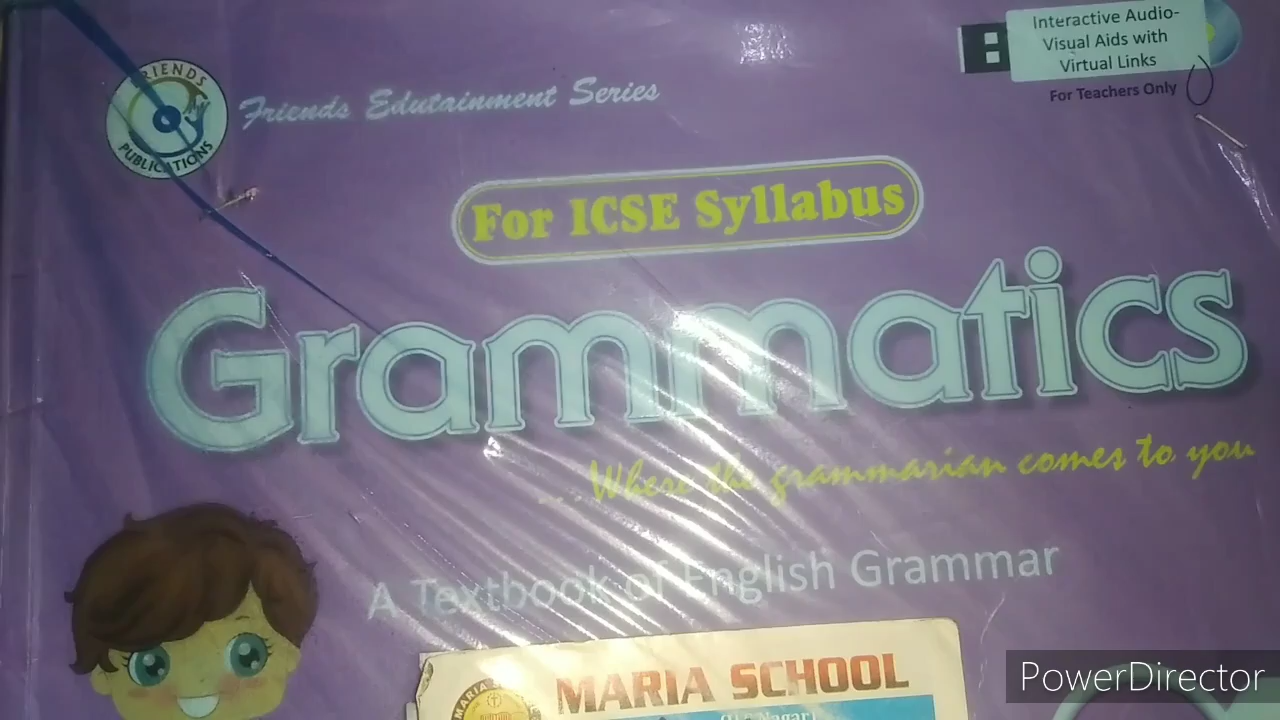 Interactive Audio-
Visual Aids with
Virtual Links
For Teachers Only
FRIENDS
PUBLICATIONS
Friends Edutainment Series
For ICSE Syllabus
Grammatics
... Where the grammarian comes to you
A Textbook of English Grammar
MARIA SCHOOL
PowerDirector